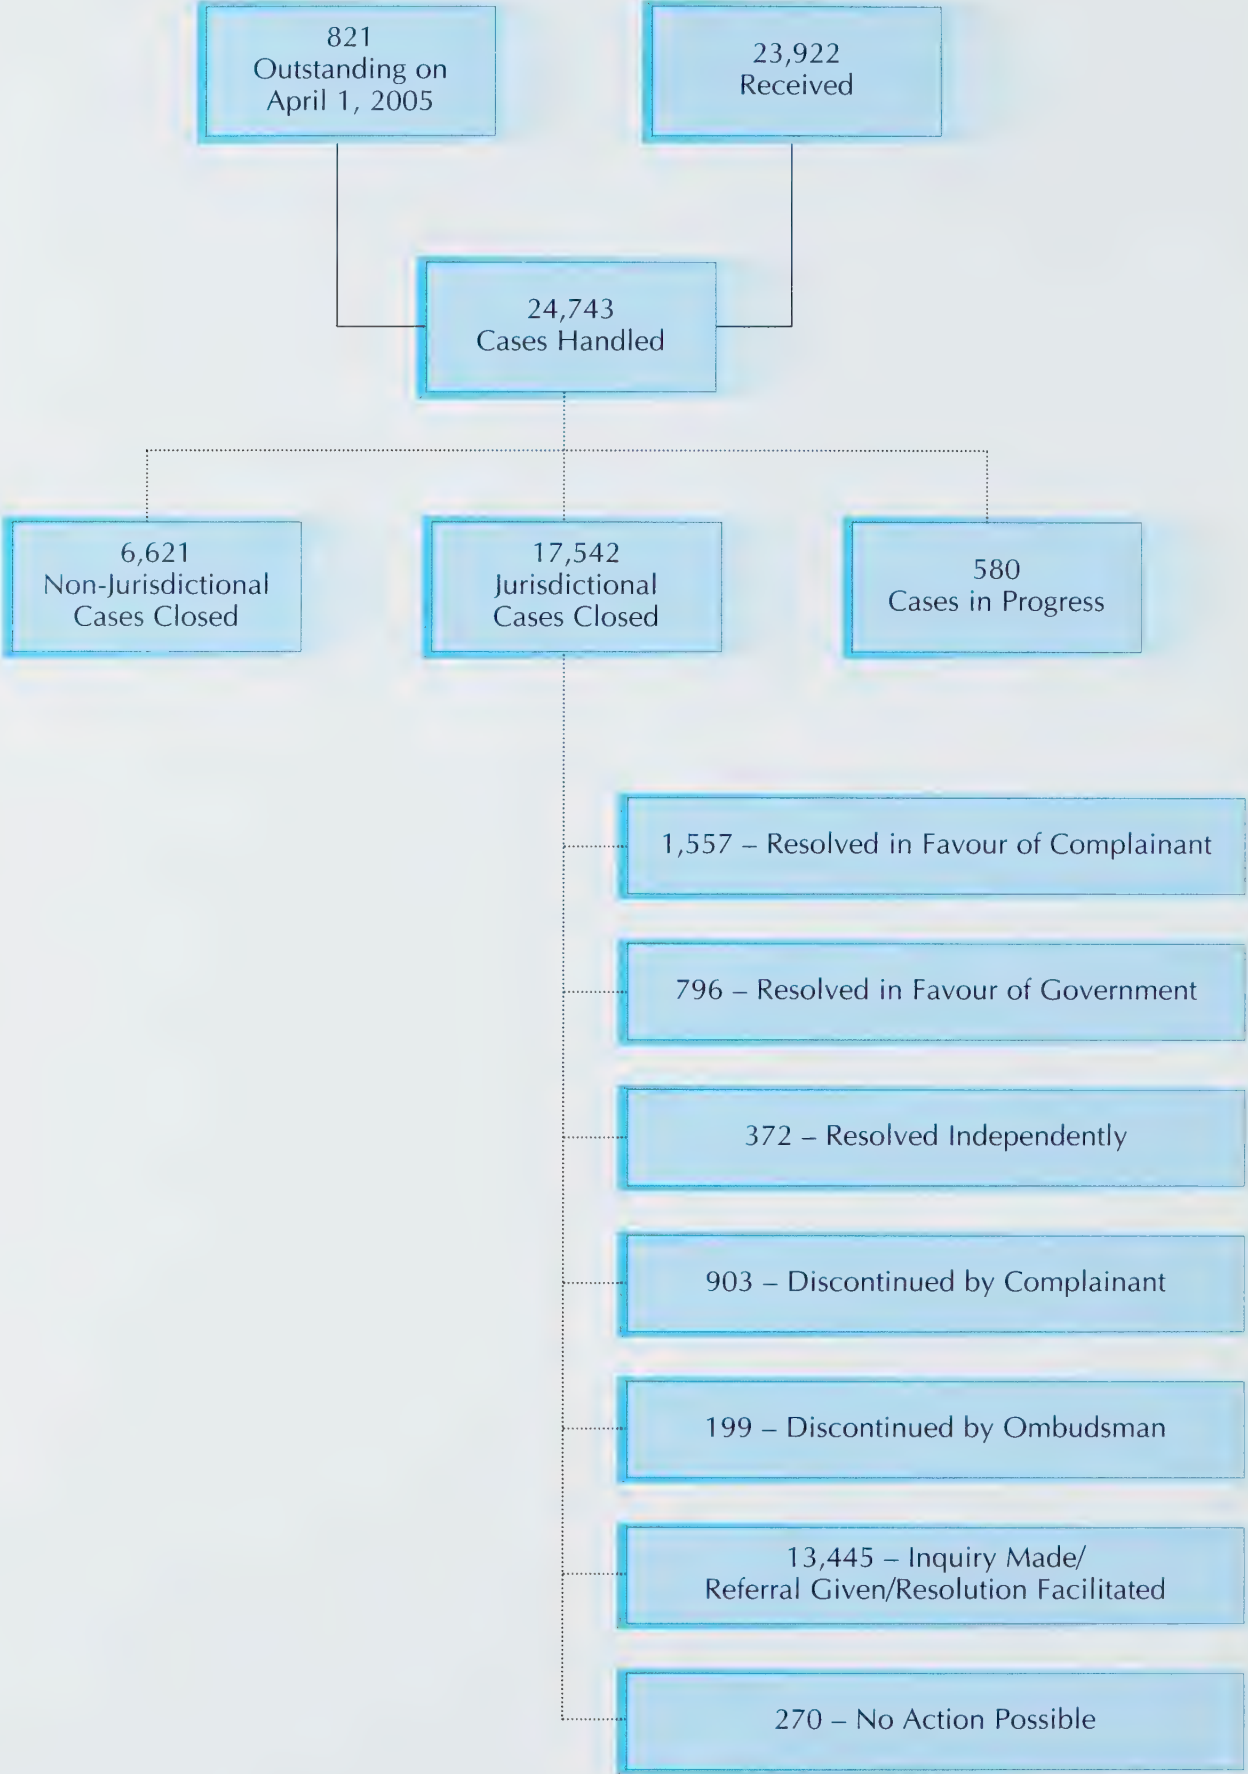 821
Outstanding on
April 1, 2005
23,922
Received
24,743
Cases Handled
6,621
Non-Jurisdictional
Cases Closed
17,542
Jurisdictional
Cases Closed
580
Cases in Progress
1,557 – Resolved in Favour of Complainant
796 – Resolved in Favour of Government
372 – Resolved Independently
903 – Discontinued by Complainant
199 – Discontinued by Ombudsman
13,445 – Inquiry Made/
Referral Given/Resolution Facilitated
270 – No Action Possible